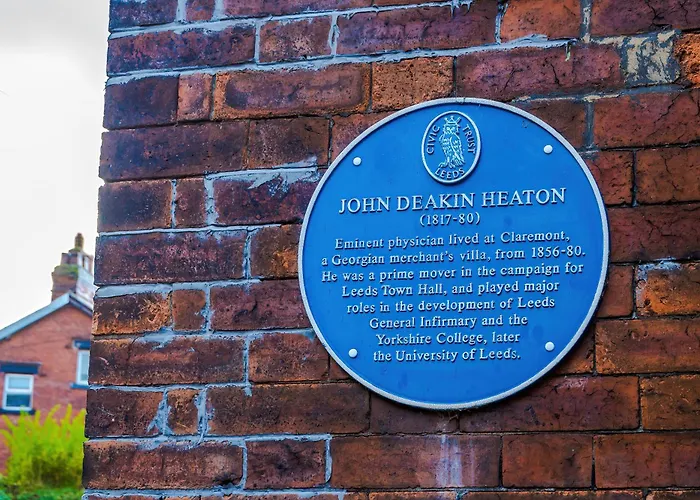 CIVIC TRUST
LEEDS
JOHN DEAKIN HEATON
(1817-80)
Eminent physician lived at Claremont,
a Georgian merchant's villa, from 1856-80.
He was a prime mover in the campaign for
Leeds Town Hall, and played major
roles in the development of Leeds
General Infirmary and the
Yorkshire College, later
the University of Leeds.